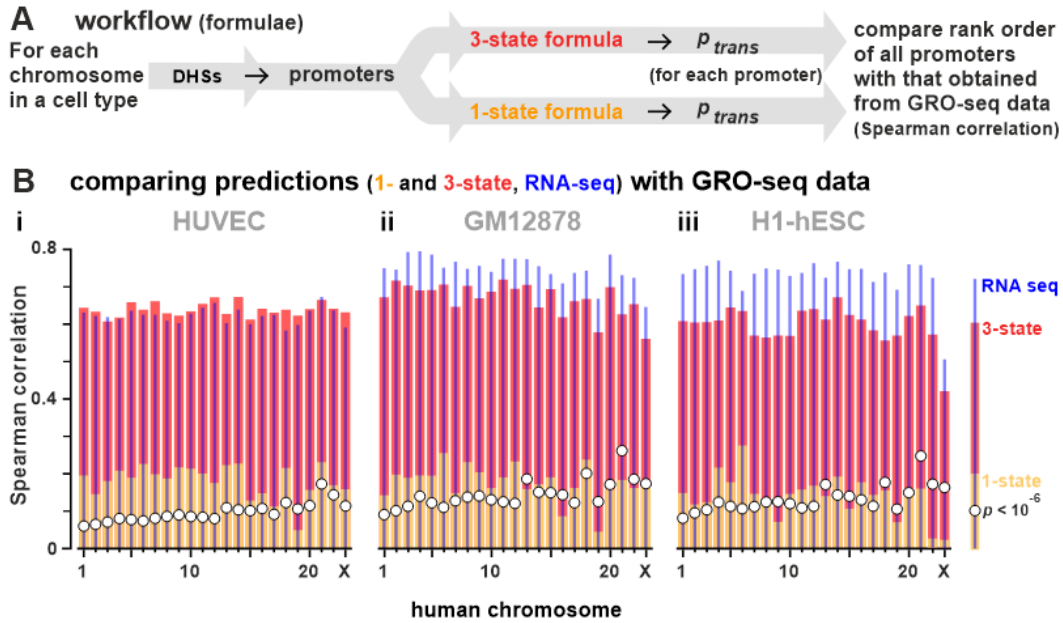 A workflow (formulae)
For each
chromosome
in a cell type
DHSs → promoters
3-state formula → p trans
(for each promoter)
1-state formula → p trans
compare rank order
of all promoters
with that obtained
from GRO-seq data
(Spearman correlation)
B comparing predictions (1- and 3-state, RNA-seq) with GRO-seq data
i HUVEC
ii GM12878
iii H1-hESC
Spearman correlation
0.8
0.4
0
1 10 20 X
1 10 20 X
1 10 20 X
human chromosome
RNA seq
3-state
1-state
p < 10-6